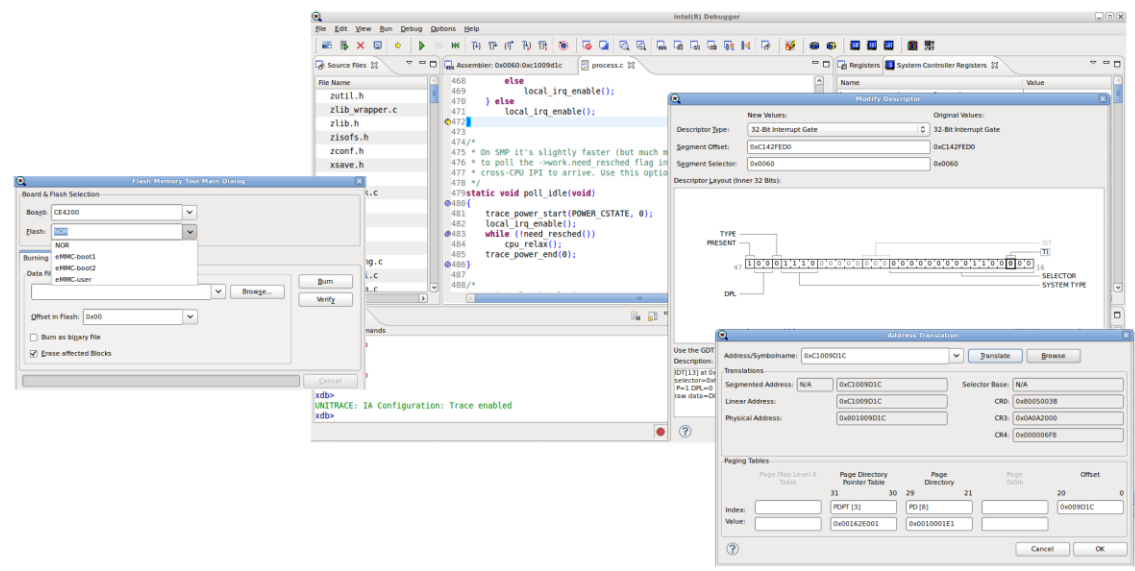 Intel(R) Debugger
File Edit View Run Debug Options Help
Source Files
Assembler: 0x0060:0xc1009d1c
process.c
Registers
System Controller Registers
File Name
zutil.h
zlib_wrapper.c
zlib.h
zisofs.h
zconf.h
xsave.h
468 else
469 local_irq_enable();
470 } else
471 local_irq_enable();
472}
473
474/*
475 * On SMP it's slightly faster (but much m
476 * to poll the ->work.need_resched flag in
477 * cross-CPU IPI to arrive. Use this optio
478 */
479static void poll_idle(void)
480{
481 trace_power_start(POWER_CSTATE, 0);
482 local_irq_enable();
483 while (!need_resched())
484 cpu_relax();
485 trace_power_end(0);
486}
487
488/*
Name Value
Modify Descriptor
New Values: Original Values:
Descriptor Type: 32-Bit Interrupt Gate 32-Bit Interrupt Gate
Segment Offset: 0xC142FED0 0xC142FED0
Segment Selector: 0x0060 0x0060
Descriptor Layout (Inner 32 Bits):
TYPE
PRESENT
IST
TI
47 16
SELECTOR
SYSTEM TYPE
DPL
Use the GDT
Description:
IDT[13] at 0x
P=1 DPL=0
Flash Memory Tool Main Dialog
Board & Flash Selection
Board: CE4200
Flash: NOR
NOR
eMMC-boot1
eMMC-boot2
eMMC-user
Burning
Data Fi
Browse...
Burn
Verify
Offset in Flash: 0x00
Burn as binary file
Erase affected Blocks
Cancel
.c
ng.c
i.c
.c
mands
xdb>
UNITRACE: IA Configuration: Trace enabled
xdb>
Address Translation
Address/Symbolname: 0xC1009D1C Translate Browse
Translations
Segmented Address: N/A 0xC1009D1C Selector Base: N/A
Linear Address: 0xC1009D1C CR0: 0x8005003B
Physical Address: 0x001009D1C CR3: 0x0A0A2000
CR4: 0x000006F8
Paging Tables
Page Map Level 4 Table
Page Directory Pointer Table
Page Directory
Page Table
Offset
31 30 29 21 20 0
Index: PDPT [3] PD [8] 0x009D1C
Value: 0x00162E001 0x0010001E1
Cancel OK